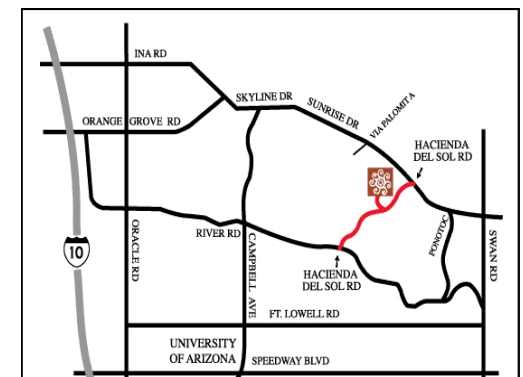 INA RD
SKYLINE DR
SUNRISE DR
VIA PALOMITA
ORANGE GROVE RD
HACIENDA
DEL SOL RD
10
ORACLE RD
RIVER RD
CAMPBELL AVE
HACIENDA
DEL SOL RD
PONOTOC
SWAN RD
FT. LOWELL RD
UNIVERSITY
OF ARIZONA
SPEEDWAY BLVD